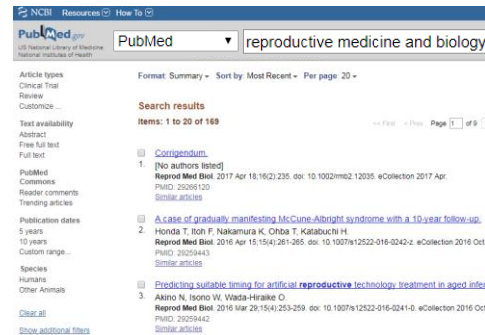 NCBI Resources How To
PubMed.gov
US National Library of Medicine
National Institutes of Health
PubMed
reproductive medicine and biology
Article types
Clinical Trial
Review
Customize ...
Text availability
Abstract
Free full text
Full text
PubMed
Commons
Reader comments
Trending articles
Publication dates
5 years
10 years
Custom range...
Species
Humans
Other Animals
Clear all
Show additional filters
Format: Summary Sort by: Most Recent Per page: 20
Search results
Items: 1 to 20 of 169
<< First < Prev Page 1 of 9
Corrigendum.
1. [No authors listed]
Reprod Med Biol. 2017 Apr 18;16(2):235. doi: 10.1002/rmb2.12035. eCollection 2017 Apr.
PMID: 29266120
Similar articles
A case of gradually manifesting McCune-Albright syndrome with a 10-year follow-up.
2. Honda T, Itoh F, Nakamura K, Ohba T, Katabuchi H.
Reprod Med Biol. 2016 Apr 15;15(4):261-265. doi: 10.1007/s12522-016-0242-z. eCollection 2016 Oct
PMID: 29259443
Similar articles
Predicting suitable timing for artificial reproductive technology treatment in aged infer
3. Akino N, Isono W, Wada-Hiraike O.
Reprod Med Biol. 2016 Mar 29;15(4):253-259. doi: 10.1007/s12522-016-0241-0. eCollection 2016 Oct
PMID: 29259442
Similar articles